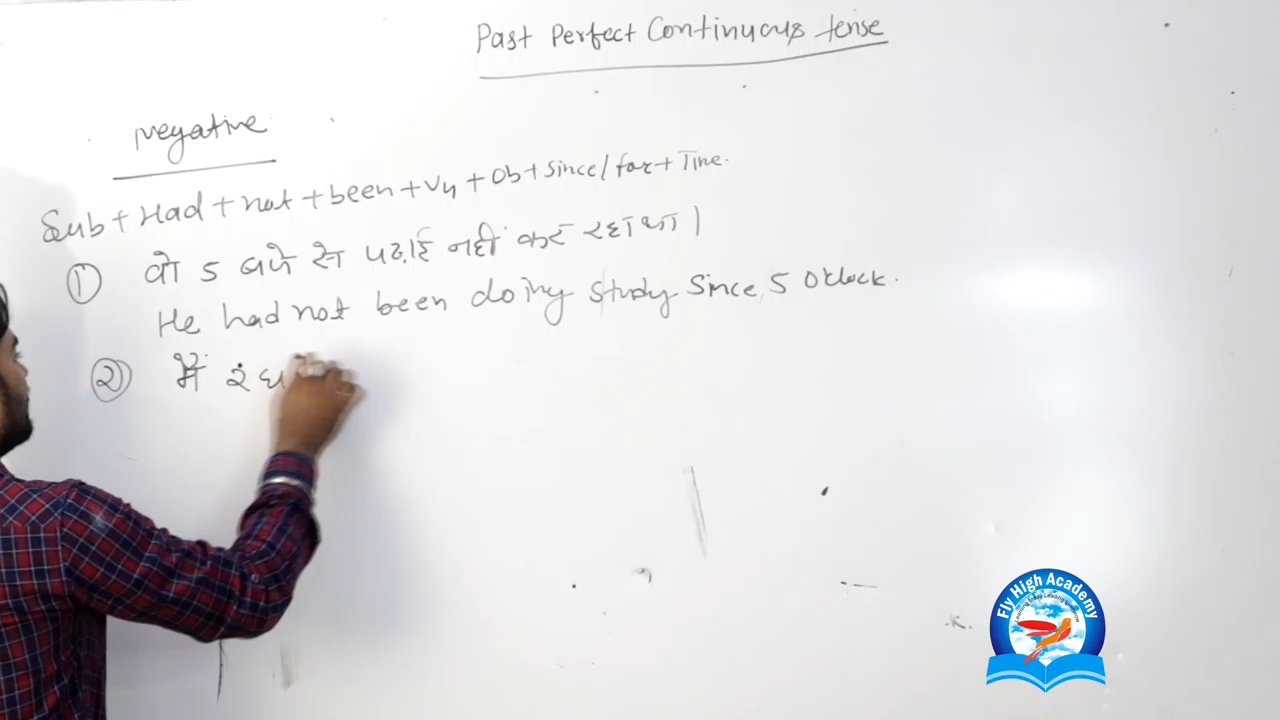 Past Perfect Continuous tense
Negative
Sub + Had + not + been + V4 + Ob + Since / for + Time.
① वो 5 बजे से पढ़ाई नहीं कर रहा था।
He had not been doing study Since 5 O'clock.
② मैं
Fly High Academy